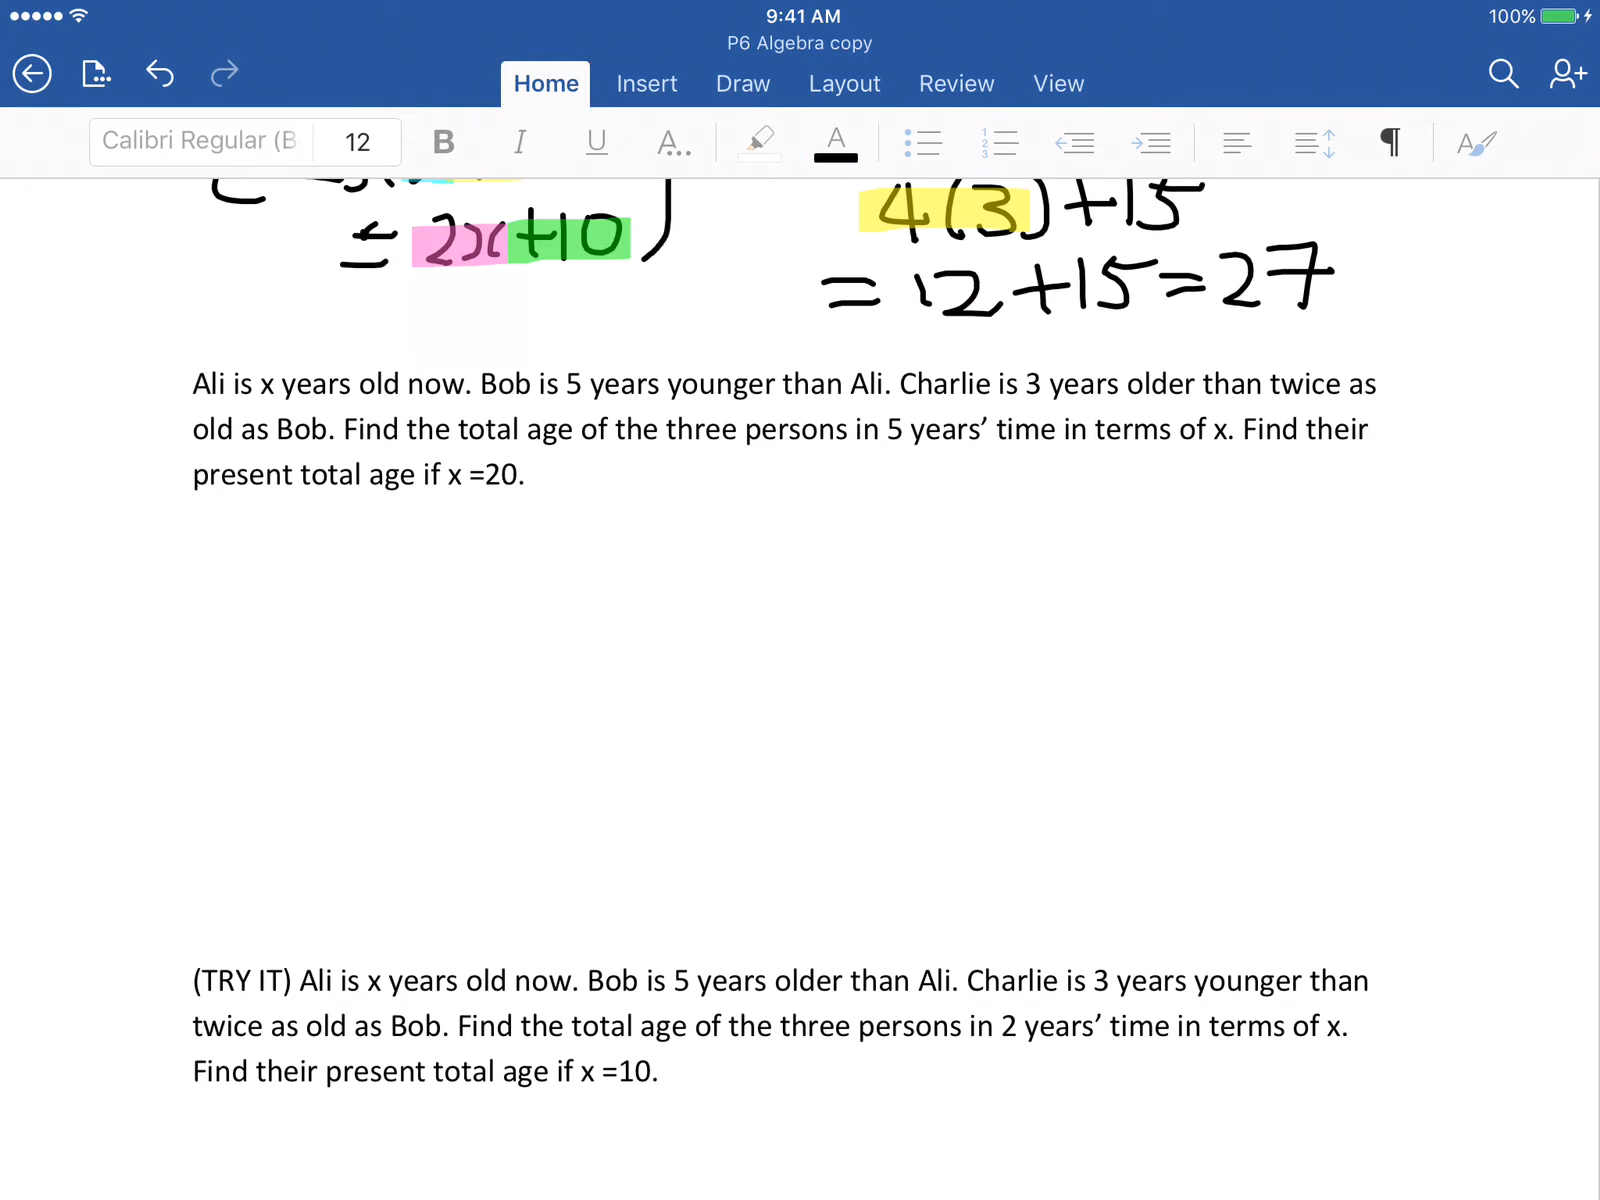 9:41 AM
100%
P6 Algebra copy
Home Insert Draw Layout Review View
Calibri Regular (B 12 B I U A.. A
4(3)+15
= 2x+10
= 12+15=27
Ali is x years old now. Bob is 5 years younger than Ali. Charlie is 3 years older than twice as
old as Bob. Find the total age of the three persons in 5 years’ time in terms of x. Find their
present total age if x =20.
(TRY IT) Ali is x years old now. Bob is 5 years older than Ali. Charlie is 3 years younger than
twice as old as Bob. Find the total age of the three persons in 2 years’ time in terms of x.
Find their present total age if x =10.